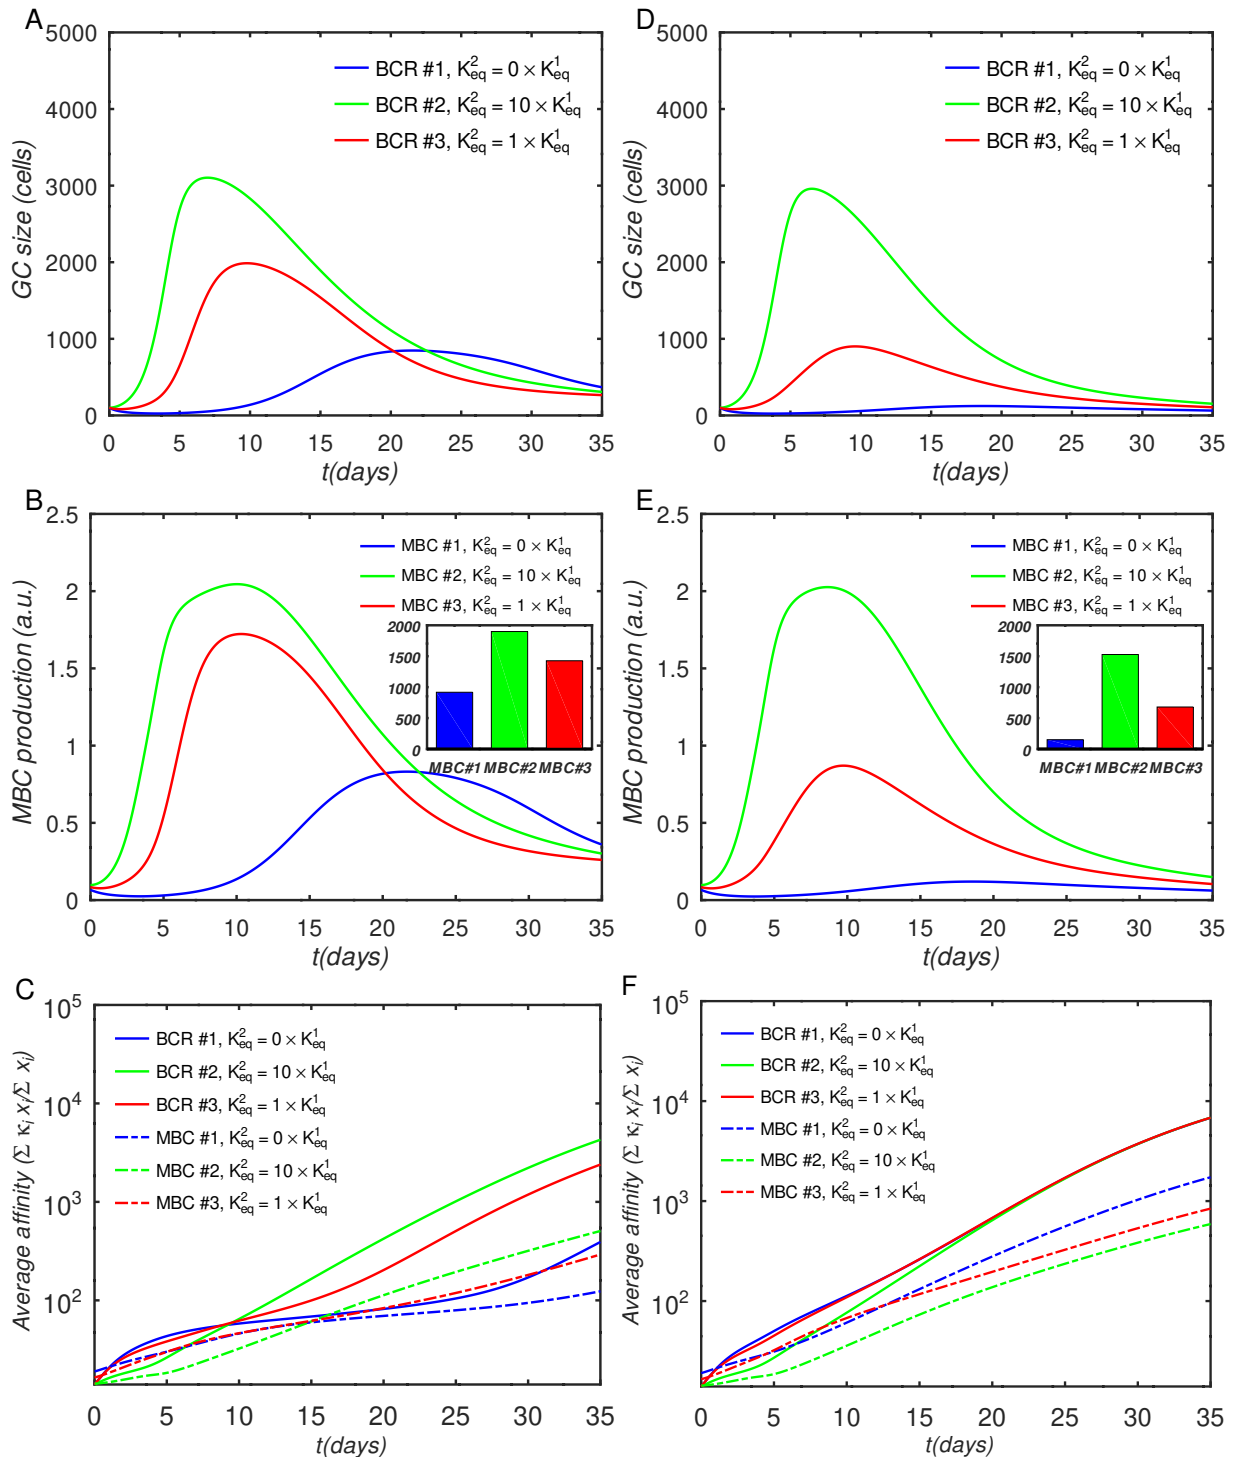 A
GC size (cells)
5000
4000
3000
2000
1000
0
BCR #1, K²eq = 0 × K¹eq
BCR #2, K²eq = 10 × K¹eq
BCR #3, K²eq = 1 × K¹eq
0 5 10 15 20 25 30 35
t(days)
D
GC size (cells)
5000
4000
3000
2000
1000
0
BCR #1, K²eq = 0 × K¹eq
BCR #2, K²eq = 10 × K¹eq
BCR #3, K²eq = 1 × K¹eq
0 5 10 15 20 25 30 35
t(days)
B
MBC production (a.u.)
2.5
2
1.5
1
0.5
0
MBC #1, K²eq = 0 × K¹eq
MBC #2, K²eq = 10 × K¹eq
MBC #3, K²eq = 1 × K¹eq
2000
1500
1000
500
0
MBC#1 MBC#2 MBC#3
0 5 10 15 20 25 30 35
t(days)
E
MBC production (a.u.)
2.5
2
1.5
1
0.5
0
MBC #1, K²eq = 0 × K¹eq
MBC #2, K²eq = 10 × K¹eq
MBC #3, K²eq = 1 × K¹eq
2000
1500
1000
500
0
MBC#1 MBC#2 MBC#3
0 5 10 15 20 25 30 35
t(days)
C
Average affinity (Σ κᵢ xᵢ/Σ xᵢ)
10⁵
10⁴
10³
10²
BCR #1, K²eq = 0 × K¹eq
BCR #2, K²eq = 10 × K¹eq
BCR #3, K²eq = 1 × K¹eq
MBC #1, K²eq = 0 × K¹eq
MBC #2, K²eq = 10 × K¹eq
MBC #3, K²eq = 1 × K¹eq
0 5 10 15 20 25 30 35
t(days)
F
Average affinity (Σ κᵢ xᵢ/Σ xᵢ)
10⁵
10⁴
10³
10²
BCR #1, K²eq = 0 × K¹eq
BCR #2, K²eq = 10 × K¹eq
BCR #3, K²eq = 1 × K¹eq
MBC #1, K²eq = 0 × K¹eq
MBC #2, K²eq = 10 × K¹eq
MBC #3, K²eq = 1 × K¹eq
0 5 10 15 20 25 30 35
t(days)